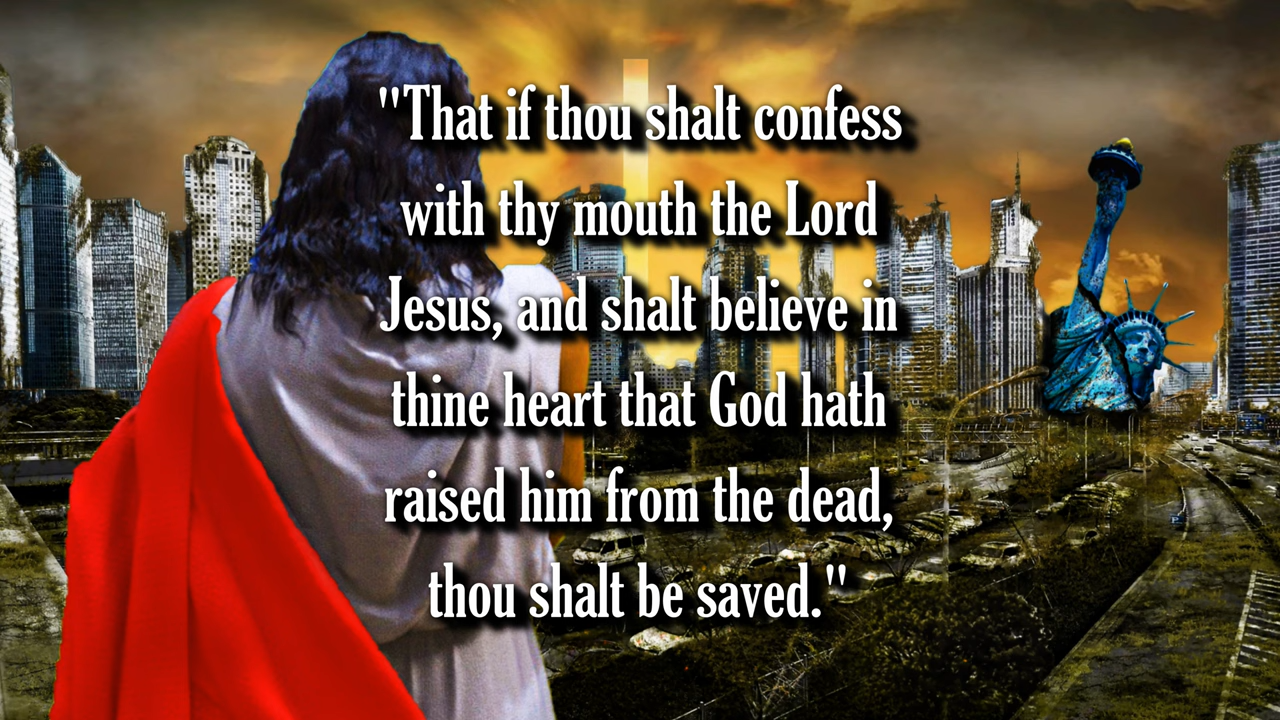 "That if thou shalt confess
with thy mouth the Lord
Jesus, and shalt believe in
thine heart that God hath
raised him from the dead,
thou shalt be saved."